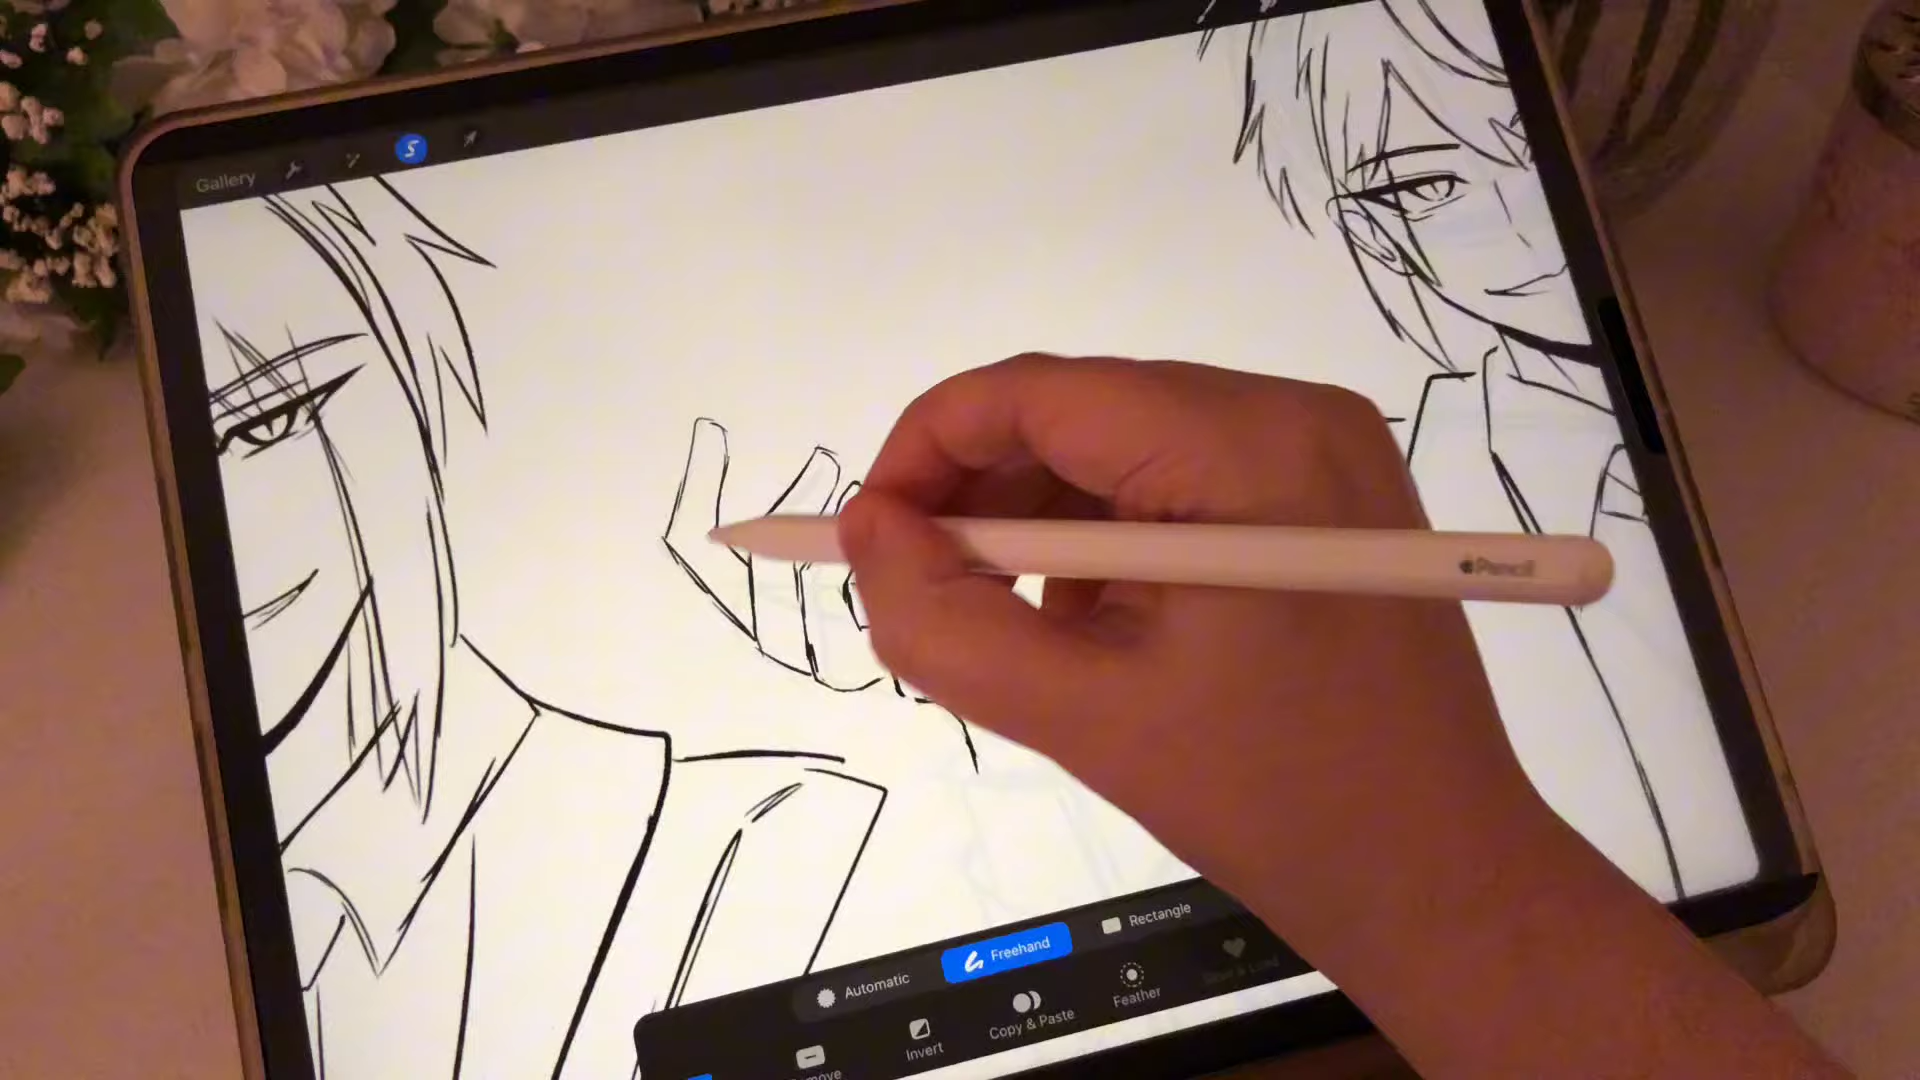 Gallery
S
Pencil
Rectangle
Freehand
Automatic
Feather
Copy & Paste
Invert